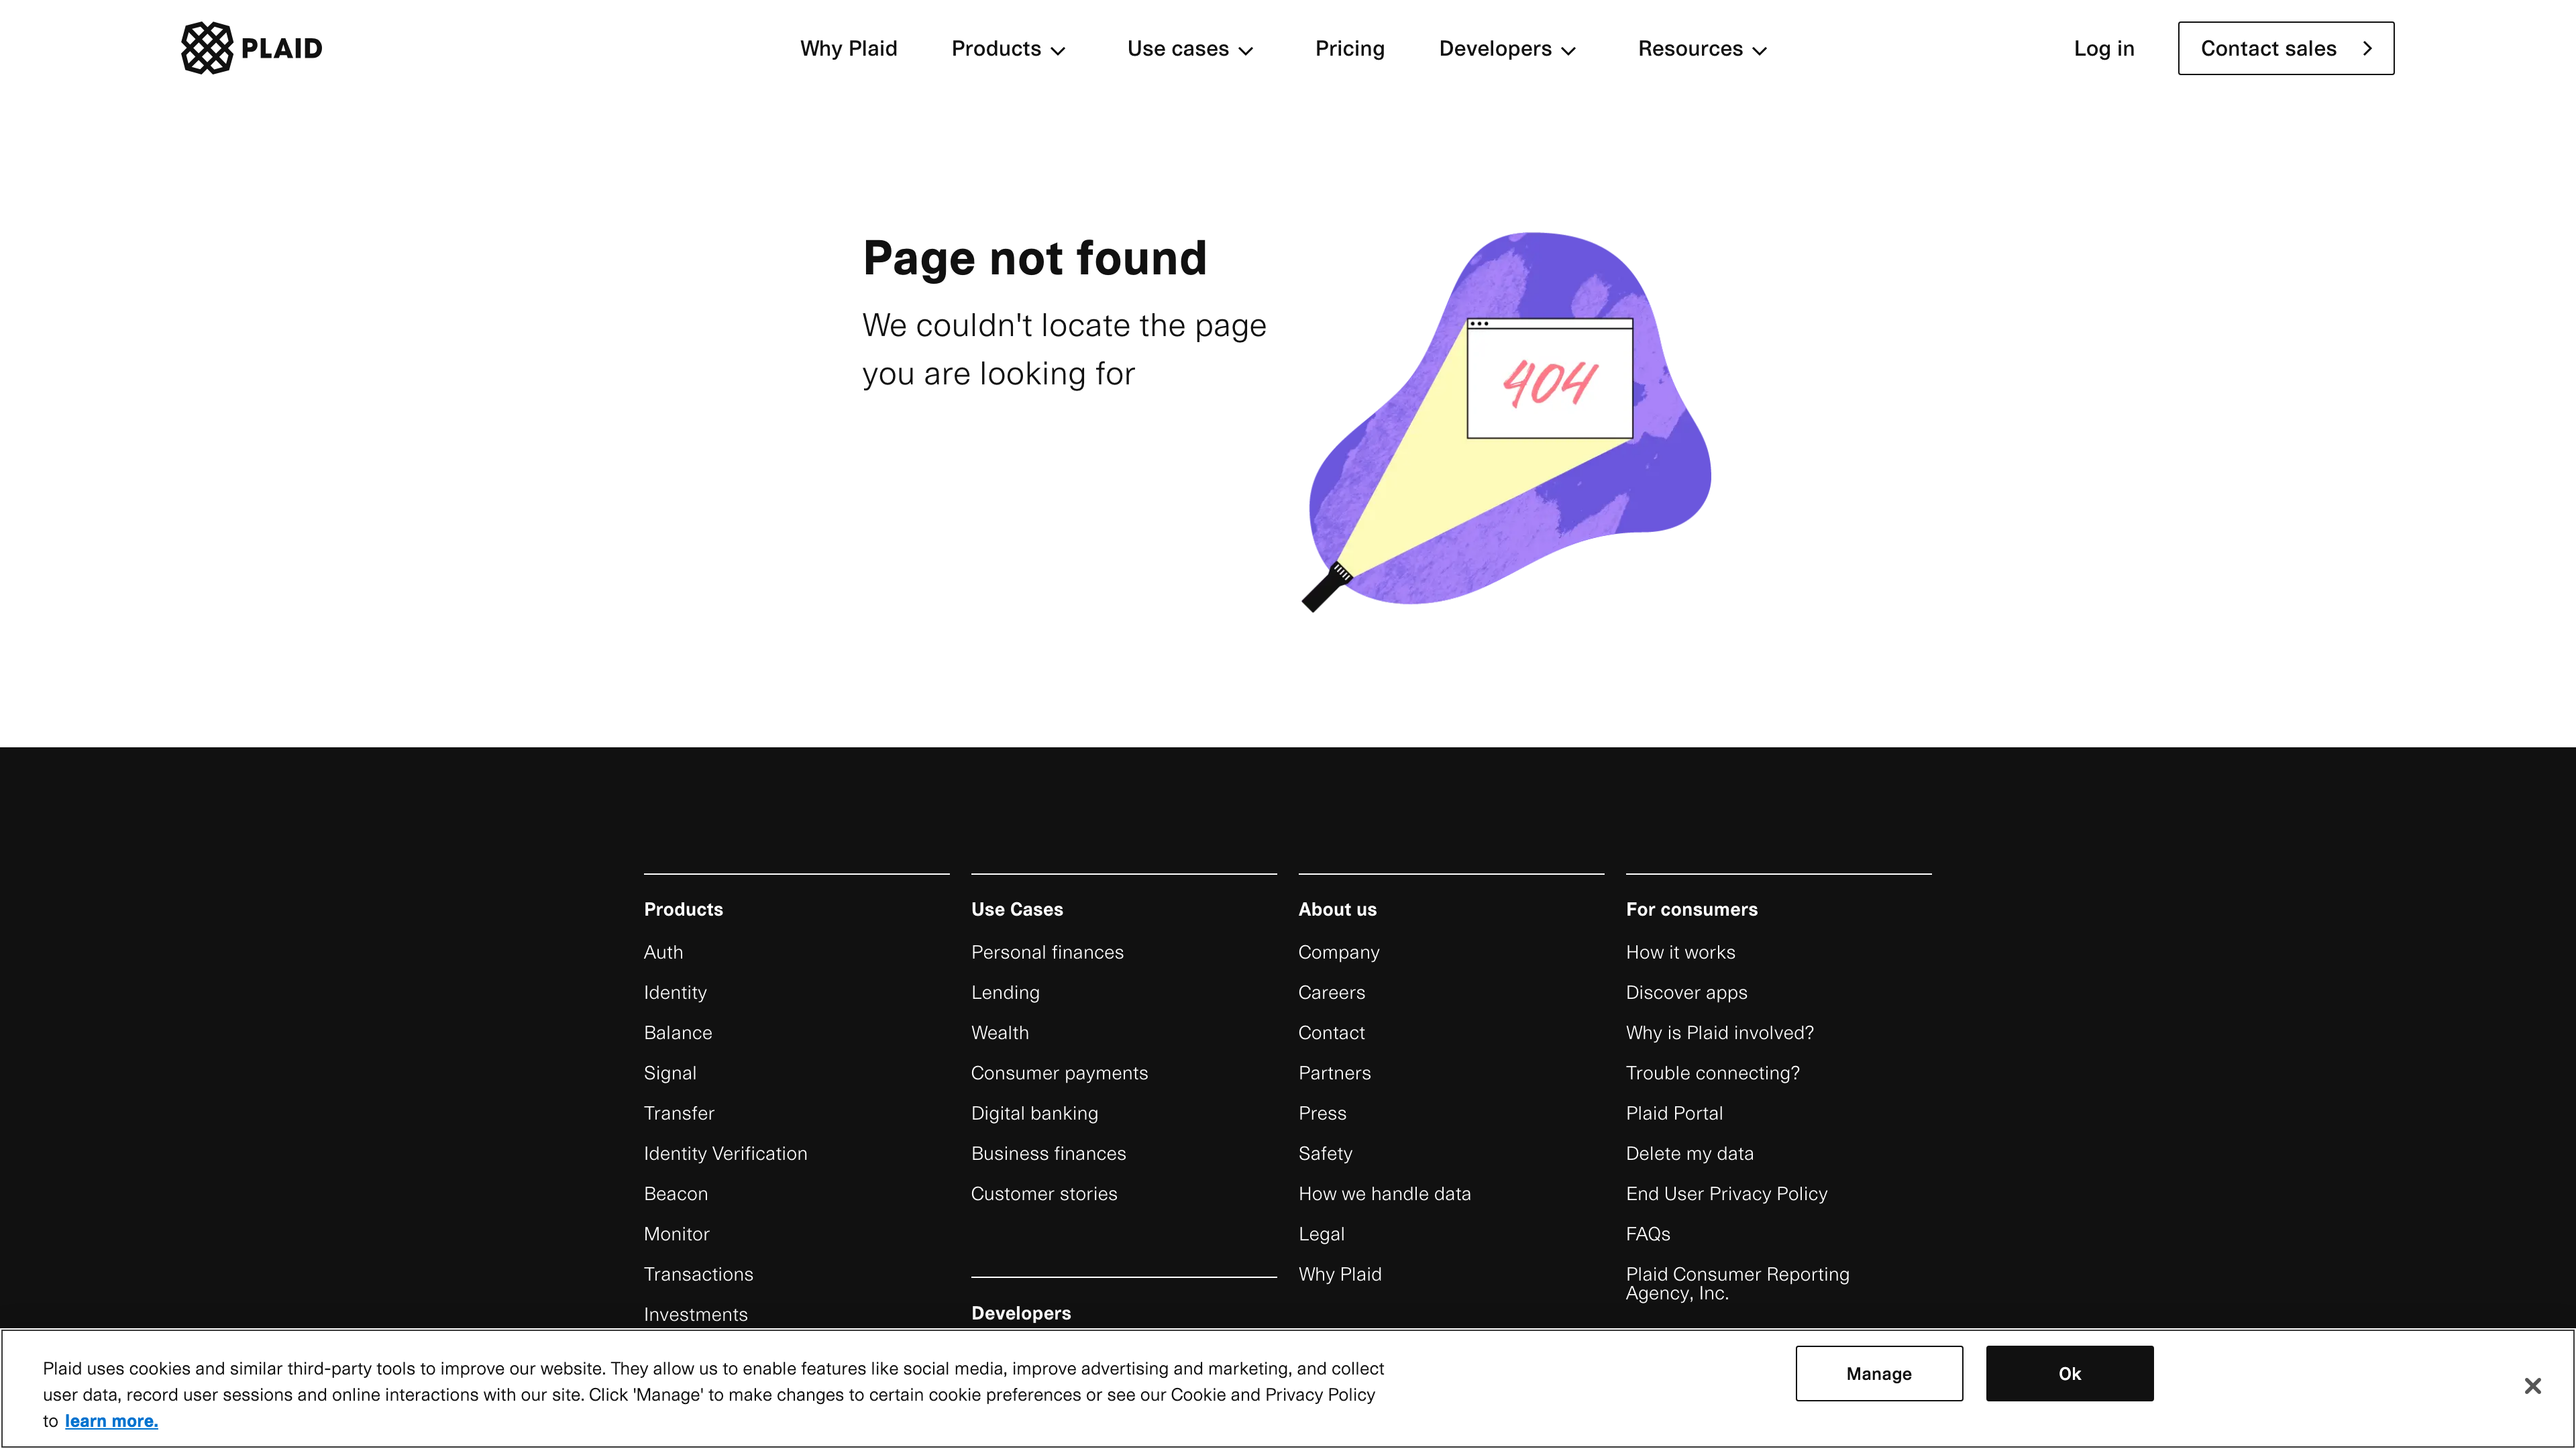 PLAID
Why Plaid
Products
Use cases
Pricing
Developers
Resources
Log in
Contact sales
Page not found
We couldn't locate the page
you are looking for
404
Products
Auth
Identity
Balance
Signal
Transfer
Identity Verification
Beacon
Monitor
Transactions
Investments
Use Cases
Personal finances
Lending
Wealth
Consumer payments
Digital banking
Business finances
Customer stories
Developers
About us
Company
Careers
Contact
Partners
Press
Safety
How we handle data
Legal
Why Plaid
For consumers
How it works
Discover apps
Why is Plaid involved?
Trouble connecting?
Plaid Portal
Delete my data
End User Privacy Policy
FAQs
Plaid Consumer Reporting
Agency, Inc.
Plaid uses cookies and similar third-party tools to improve our website. They allow us to enable features like social media, improve advertising and marketing, and collect
user data, record user sessions and online interactions with our site. Click 'Manage' to make changes to certain cookie preferences or see our Cookie and Privacy Policy
to learn more.
Manage
Ok